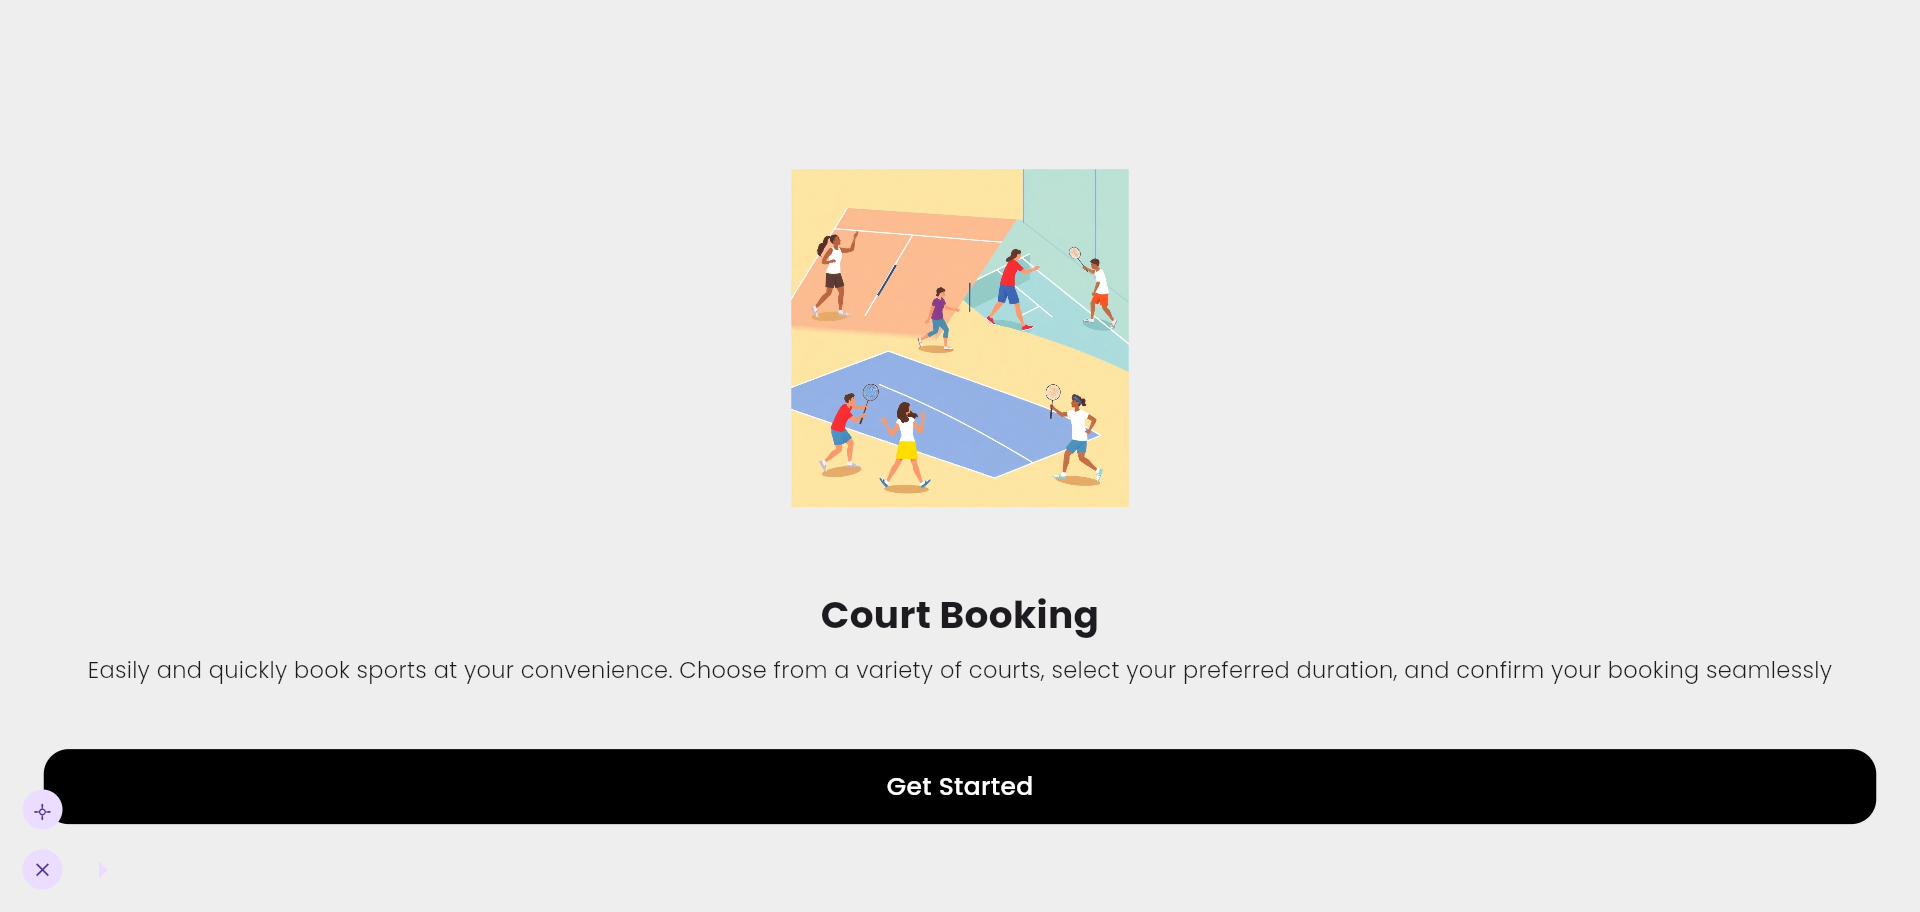 Court Booking
Easily and quickly book sports at your convenience. Choose from a variety of courts, select your preferred duration, and confirm your booking seamlessly
Get Started